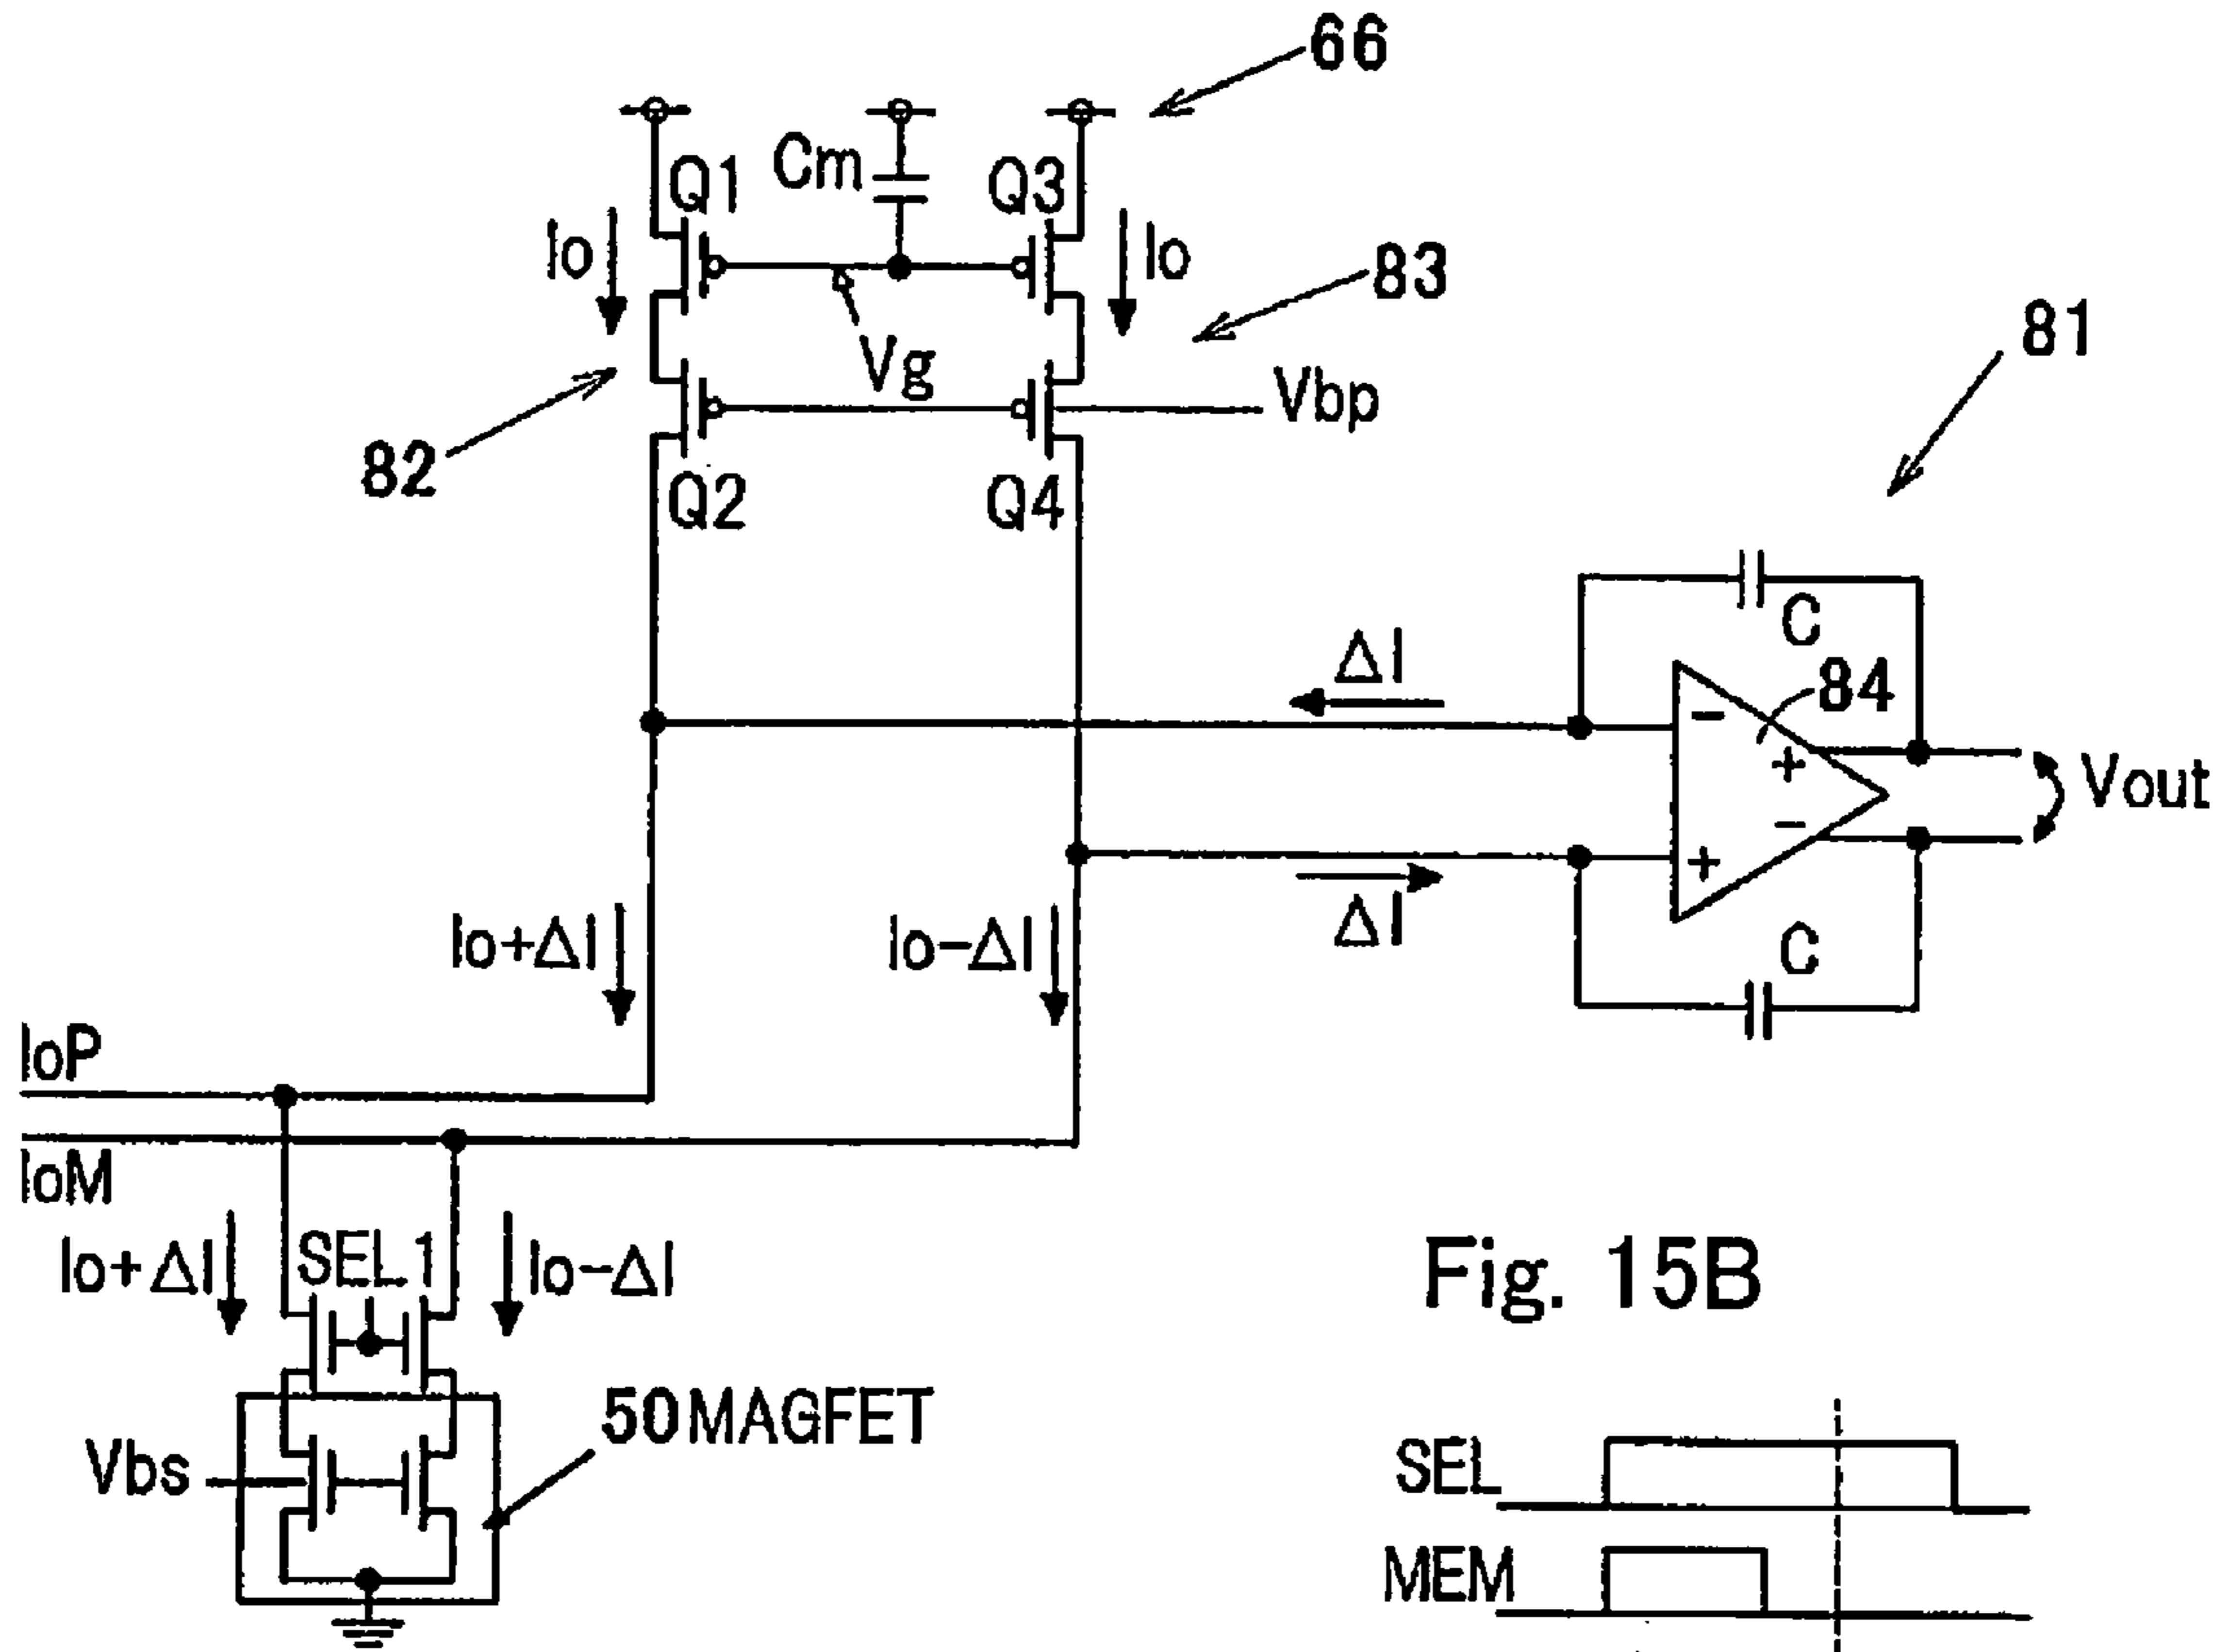 66
Q1
Cm
Q3
Io
Io
83
Vg
Vbp
81
82
Q2
Q4
C
ΔI
84
-
+
-
+
Vout
ΔI
C
Io+ΔI
Io-ΔI
IoP
IoM
Io+ΔI
SEL1
Io-ΔI
Fig. 15B
50MAGFET
Vbs
SEL
MEM